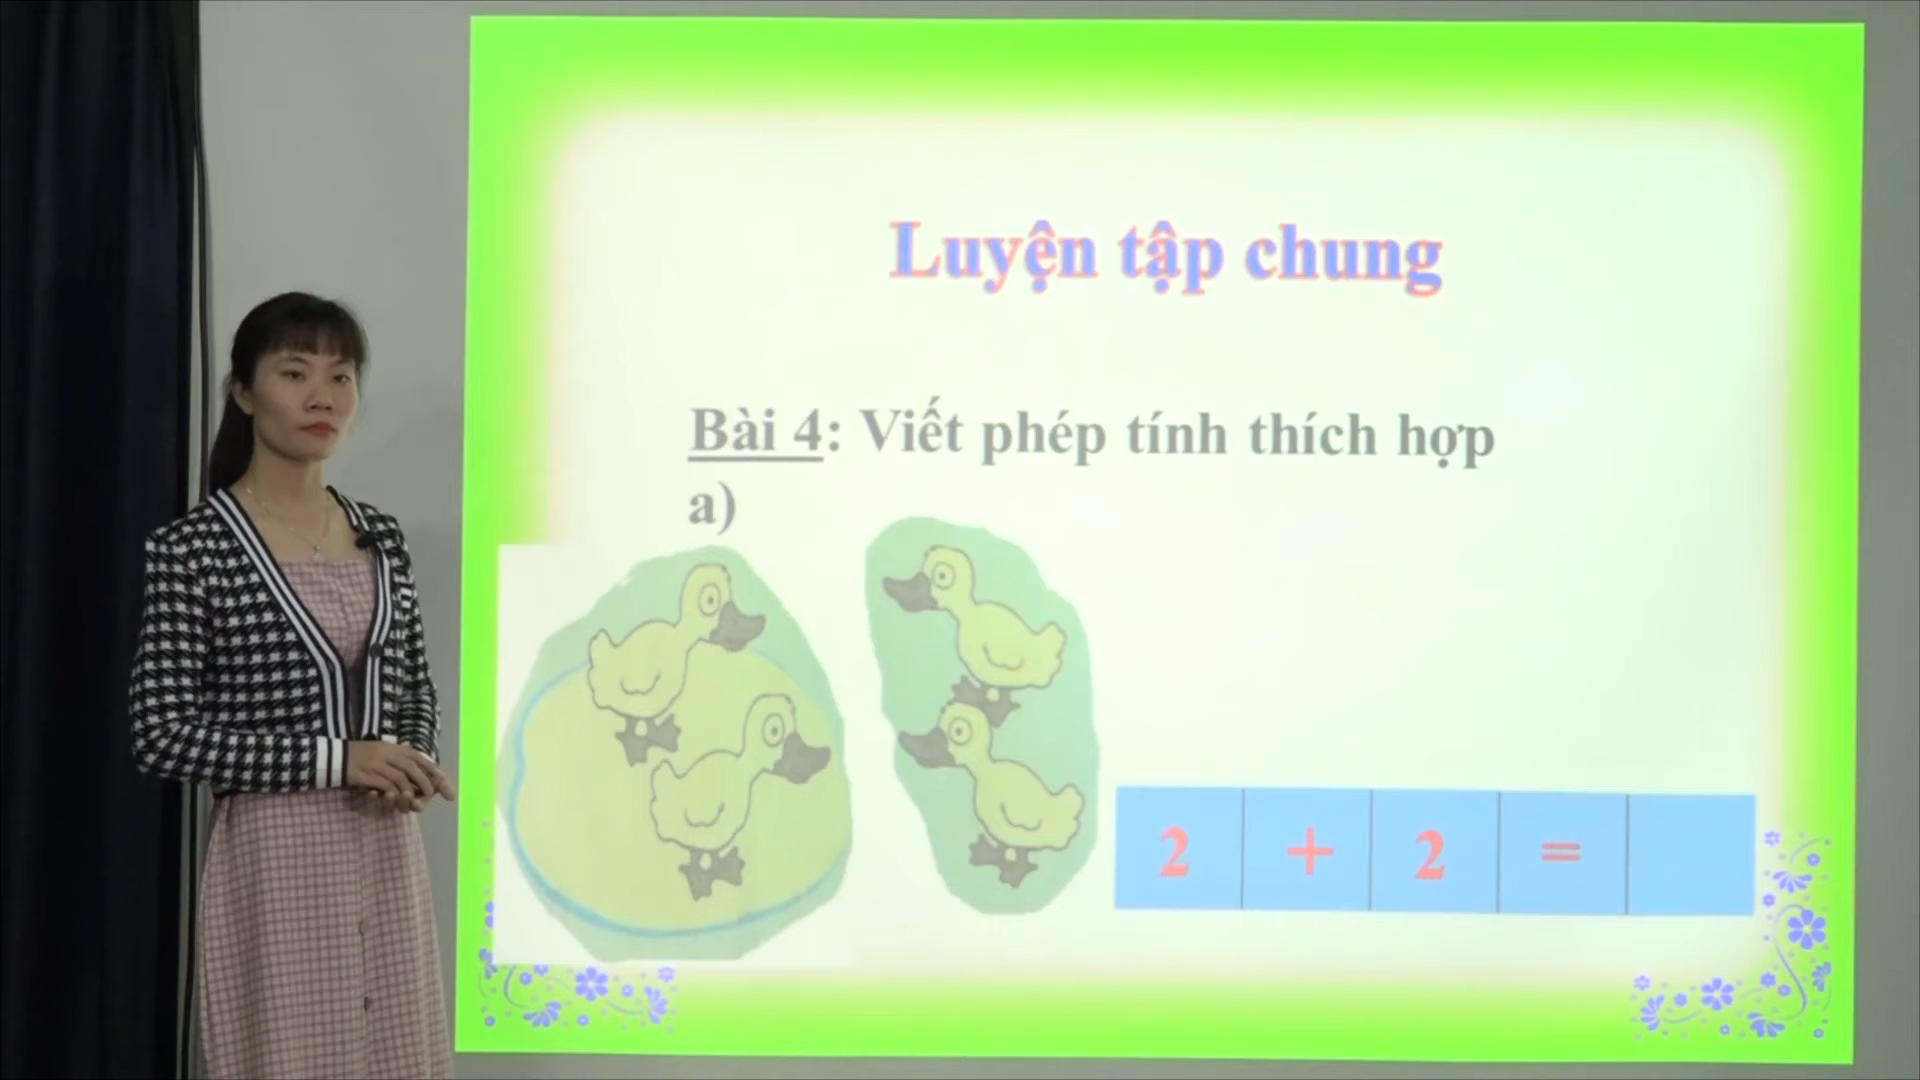 Luyện tập chung
Bài 4: Viết phép tính thích hợp
a)
2 + 2 =